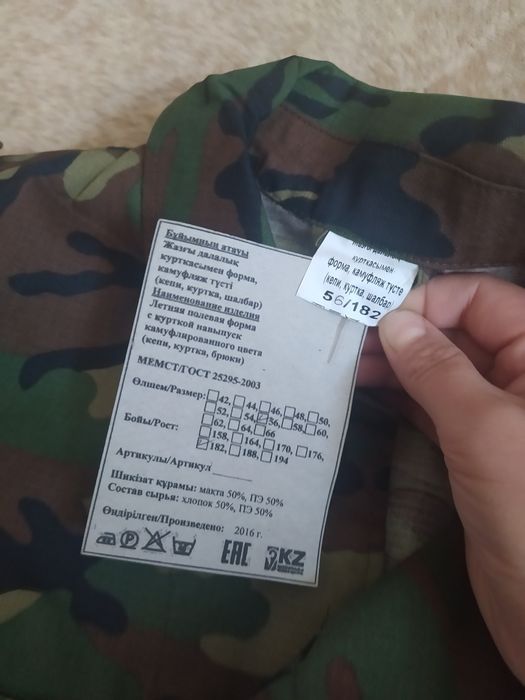 Бұйымның атауы
Жазғы далалық
курткасымен форма,
камуфляж түсті
(кепи, куртка, шалбар)
Наименование изделия
Летняя полевая форма
с курткой навыпуск
камуфлированного цвета
(кепи, куртка, брюки)
МЕМСТ/ГОСТ 25295-2003
Өлшем/Размер: 42, 44, 46, 48, 50,
52, 54, 56, 58, 60,
62, 64, 66
Бойы/Рост: 158, 164, 170, 176,
182, 188, 194
Артикулы/Артикул
Шикізат құрамы: мақта 50%, ПЭ 50%
Состав сырья: хлопок 50%, ПЭ 50%
Өндірілген/Произведено: 2016 г.
P
EAC
KZ
курткасымен
форма, камуфляж түсте
(кепи, куртка, шалбар)
56/182